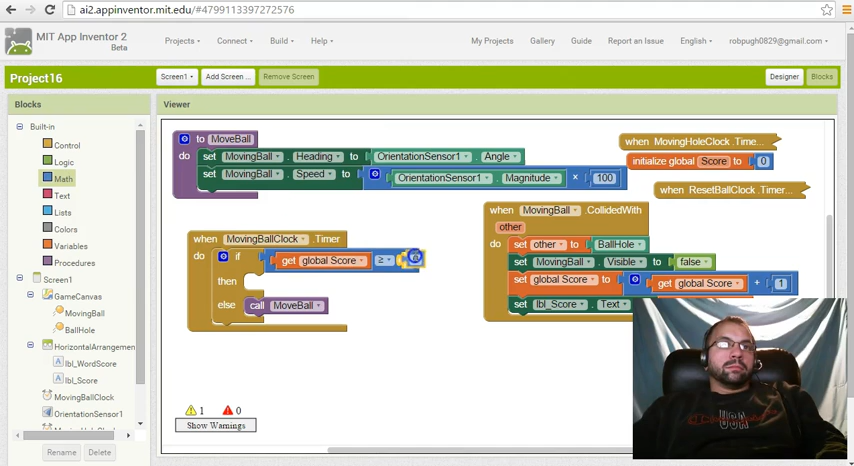 ai2.appinventor.mit.edu/#4799113397272576
MIT App Inventor 2
Beta
Projects
Connect
Build
Help
My Projects
Gallery
Guide
Report an Issue
English
robpugh0829@gmail.com
Project16
Screen1
Add Screen ...
Remove Screen
Designer
Blocks
Blocks
Viewer
Built-in
Control
Logic
Math
Text
Lists
Colors
Variables
Procedures
Screen1
GameCanvas
MovingBall
BallHole
HorizontalArrangemen
lbl_WordScore
lbl_Score
MovingBallClock
OrientationSensor1
Rename
Delete
to MoveBall
do set MovingBall . Heading to OrientationSensor1 . Angle
set MovingBall . Speed to OrientationSensor1 . Magnitude × 100
when MovingHoleClock .Time...
initialize global Score to 0
when ResetBallClock .Timer...
when MovingBallClock .Timer
do if get global Score ≥
then
else call MoveBall
when MovingBall .CollidedWith
other
do set other to BallHole
set MovingBall . Visible to false
set global Score to get global Score + 1
set lbl_Score . Text
1 0
Show Warnings
USA